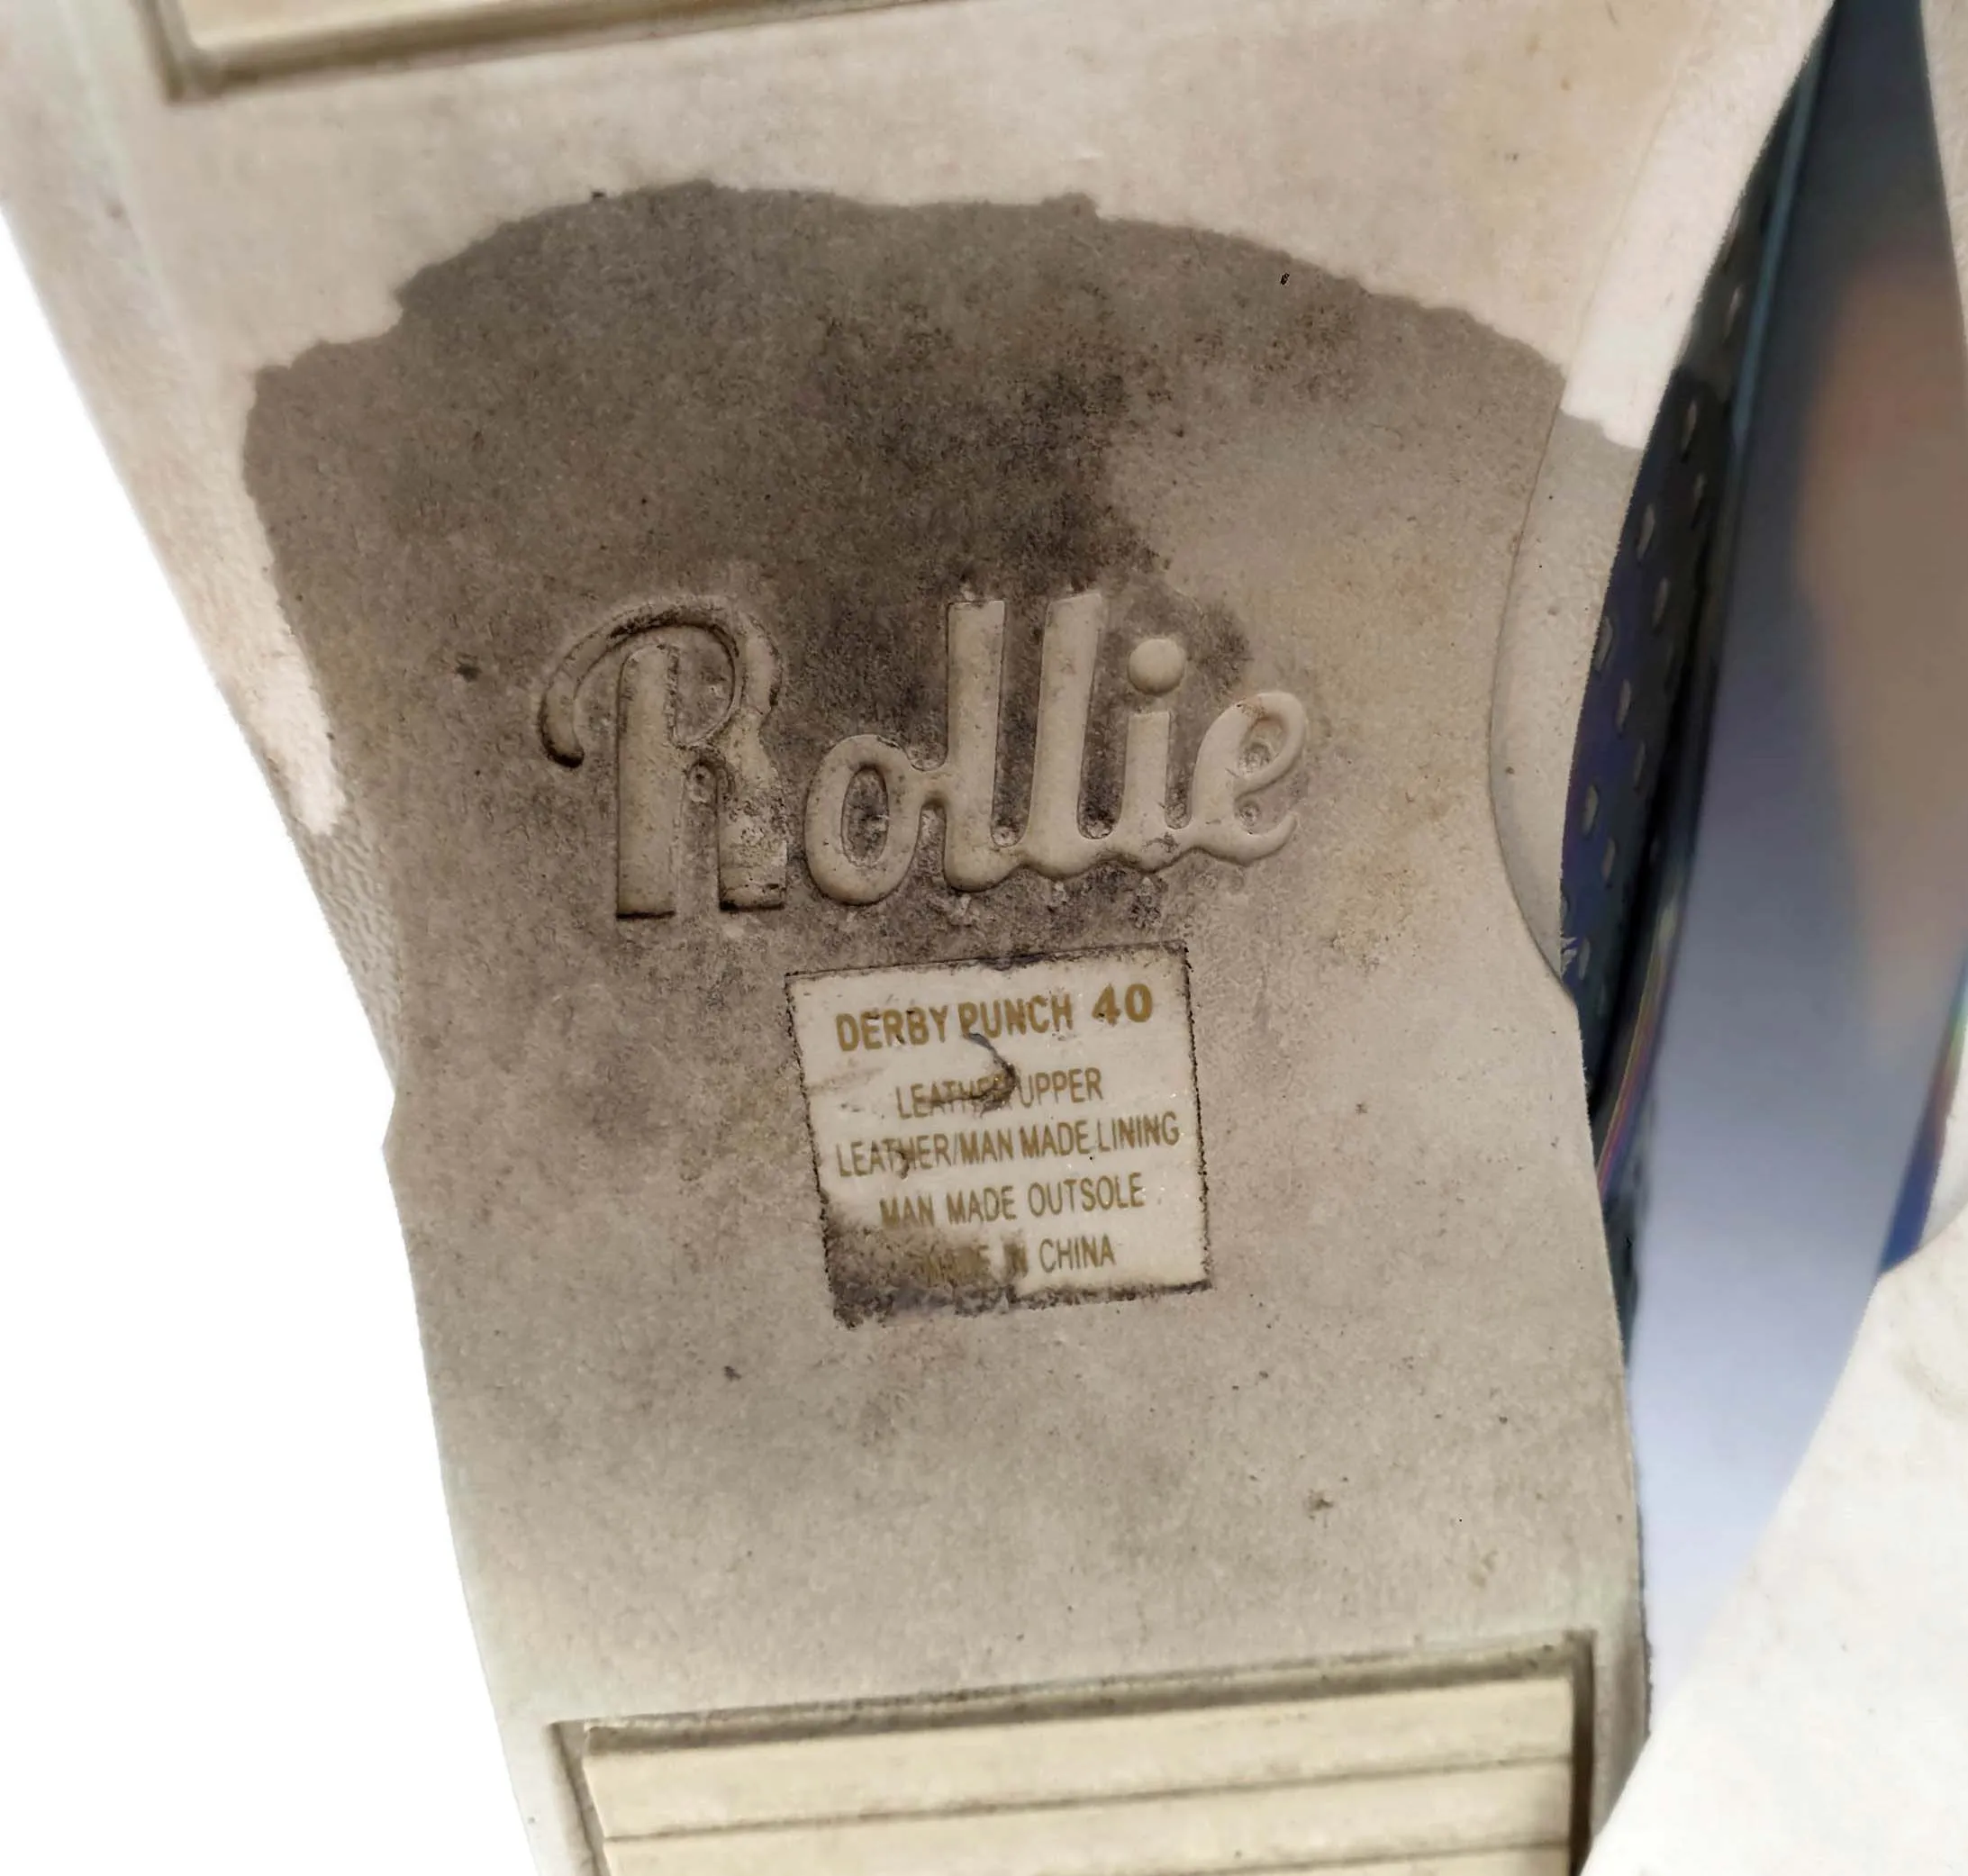 Rollie
DERBY PUNCH 40
LEATHER UPPER
LEATHER/MAN MADE LINING
MAN MADE OUTSOLE
MADE IN CHINA